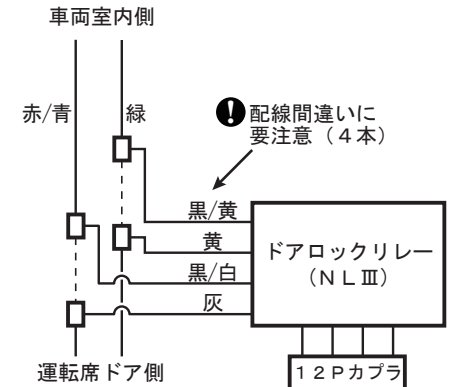 車両室内側
赤/青
緑
! 配線間違いに
要注意（４本）
黒/黄
黄
黒/白
灰
ドアロックリレー
（ＮＬⅢ）
運転席ドア側
１２Ｐカプラ